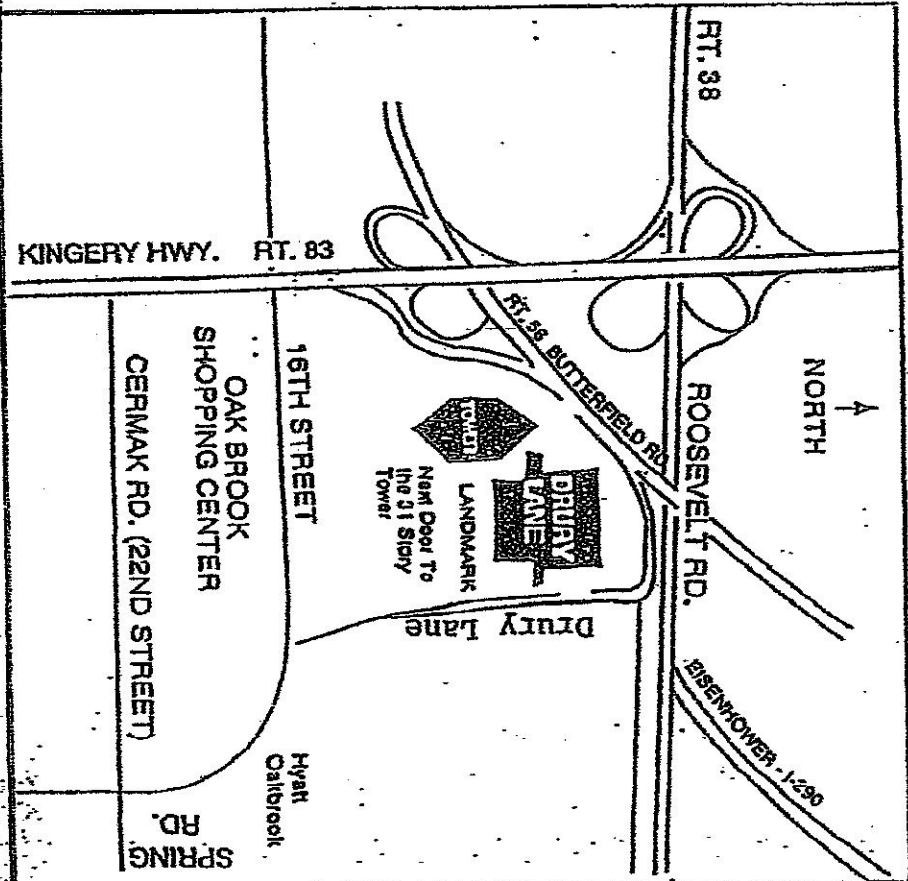 RT. 38
KINGERY HWY. RT. 83
NORTH
ROOSEVELT RD.
RT. 56 BUTTERFIELD RD.
EISENHOWER - I-290
TOWER
DRURY
LANE
LANDMARK
Next Door To
the 31 Story
Tower
Drury Lane
16TH STREET
OAK BROOK
SHOPPING CENTER
CERMAK RD. (22ND STREET)
Hyatt
Oakbrook
SPRING
RD.